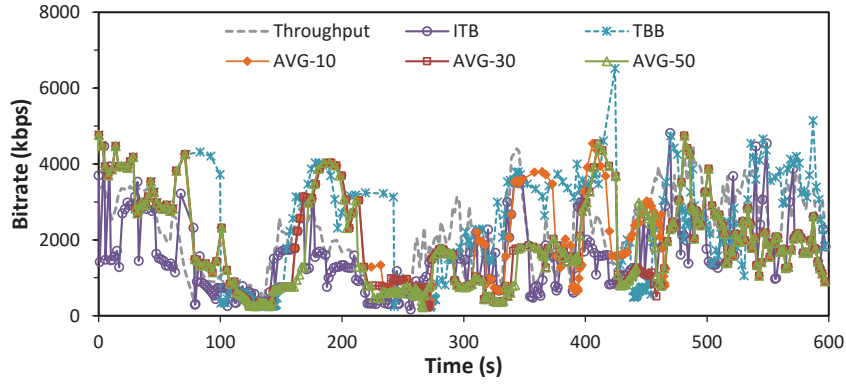 8000
Throughput ITB TBB
AVG-10 AVG-30 AVG-50
6000
4000
2000
0
Bitrate (kbps)
0 100 200 300 400 500 600
Time (s)